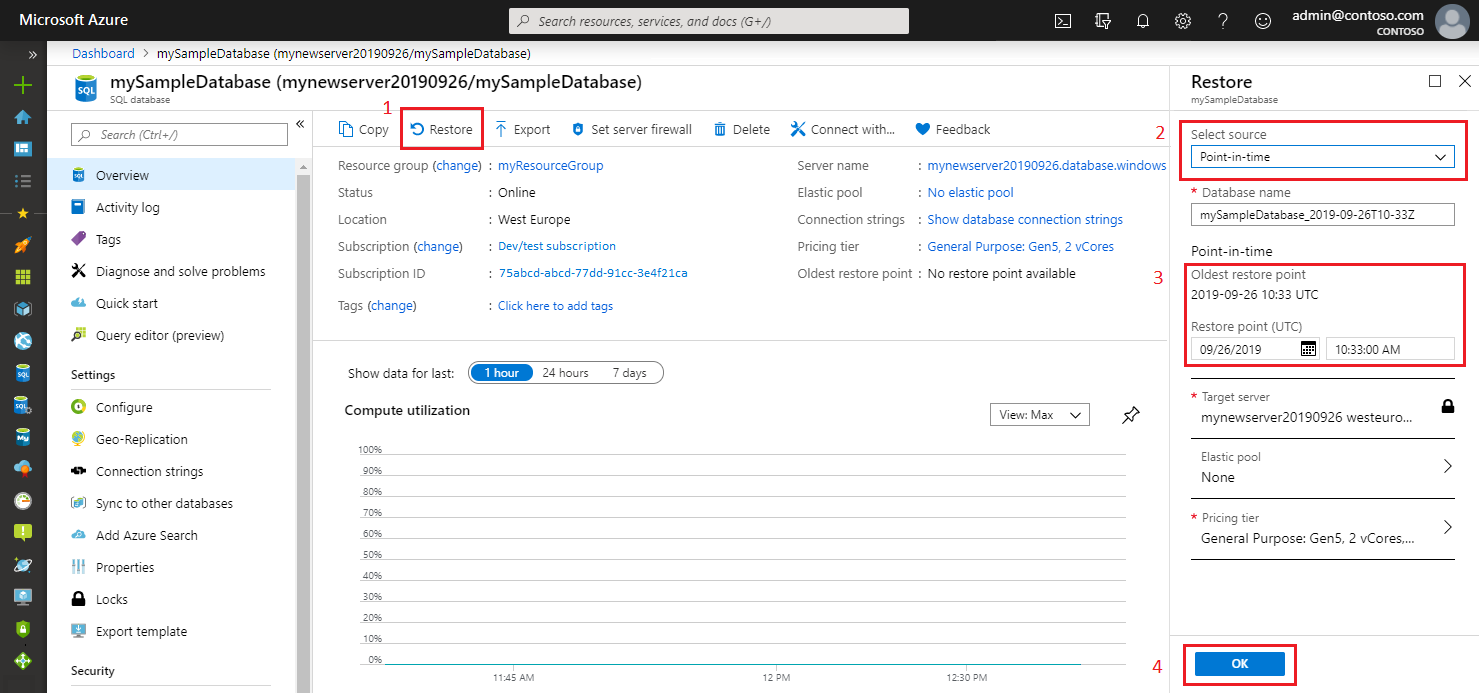 Microsoft Azure
Search resources, services, and docs (G+/)
admin@contoso.com
CONTOSO
Dashboard > mySampleDatabase (mynewserver20190926/mySampleDatabase)
mySampleDatabase (mynewserver20190926/mySampleDatabase)
SQL database
Search (Ctrl+/)
Overview
Activity log
Tags
Diagnose and solve problems
Quick start
Query editor (preview)
Settings
Configure
Geo-Replication
Connection strings
Sync to other databases
Add Azure Search
Properties
Locks
Export template
Security
1
Copy Restore Export Set server firewall Delete Connect with... Feedback
Resource group (change) : myResourceGroup
Status : Online
Location : West Europe
Subscription (change) : Dev/test subscription
Subscription ID : 75abcd-abcd-77dd-91cc-3e4f21ca
Tags (change) : Click here to add tags
Server name : mynewserver20190926.database.windows
Elastic pool : No elastic pool
Connection strings : Show database connection strings
Pricing tier : General Purpose: Gen5, 2 vCores
Oldest restore point : No restore point available
Show data for last: 1 hour 24 hours 7 days
Compute utilization
View: Max
100%
90%
80%
70%
60%
50%
40%
30%
20%
10%
0%
11:45 AM 12 PM 12:30 PM
Restore
mySampleDatabase
2
Select source
Point-in-time
* Database name
mySampleDatabase_2019-09-26T10-33Z
Point-in-time
3
Oldest restore point
2019-09-26 10:33 UTC
Restore point (UTC)
09/26/2019 10:33:00 AM
* Target server
mynewserver20190926 westeuro...
Elastic pool
None
* Pricing tier
General Purpose: Gen5, 2 vCores,...
4
OK